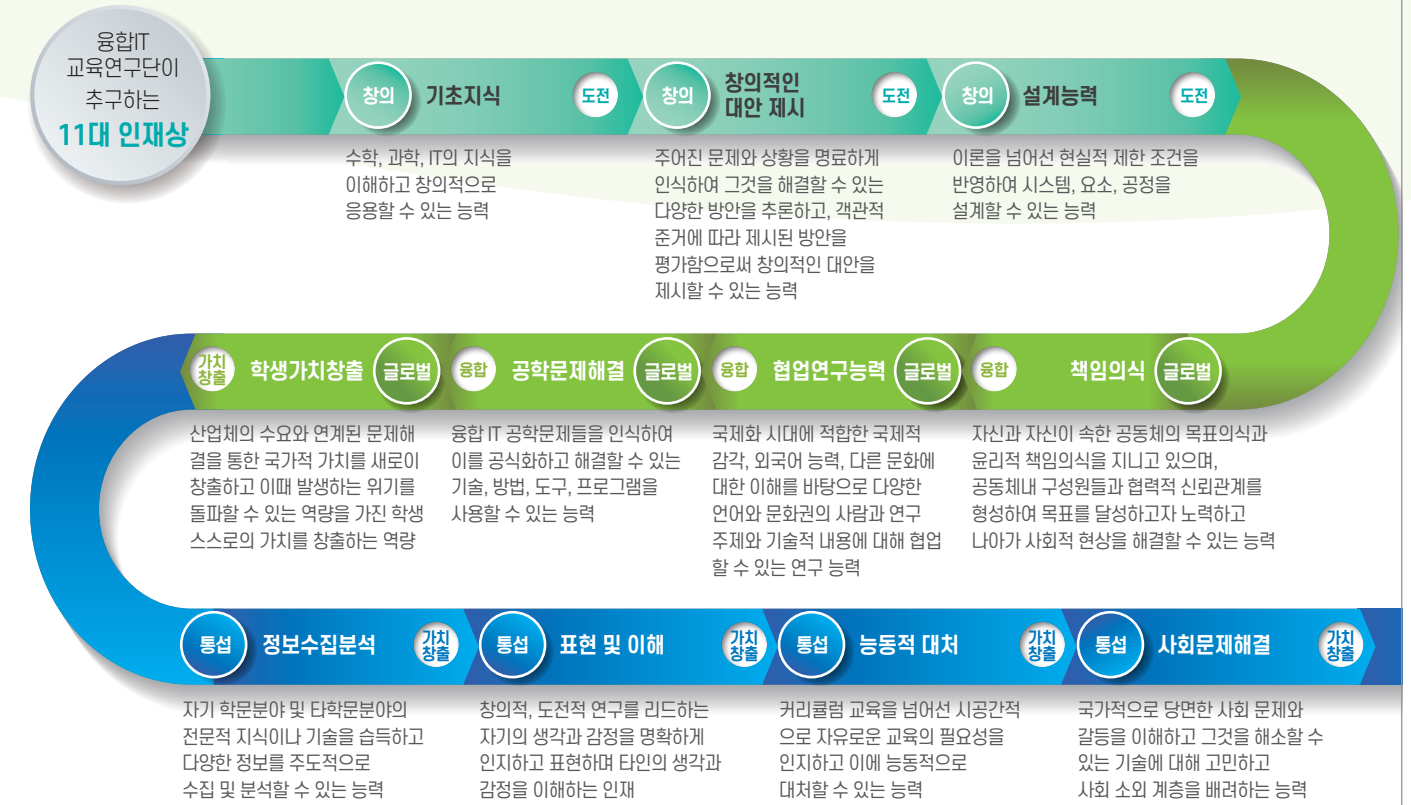 융합IT
교육연구단이
추구하는
11대 인재상
창의
기초지식
도전
수학, 과학, IT의 지식을
이해하고 창의적으로
응용할 수 있는 능력
창의
창의적인
대안 제시
도전
주어진 문제와 상황을 명료하게
인식하여 그것을 해결할 수 있는
다양한 방안을 추론하고, 객관적
준거에 따라 제시된 방안을
평가함으로써 창의적인 대안을
제시할 수 있는 능력
창의
설계능력
도전
이론을 넘어선 현실적 제한 조건을
반영하여 시스템, 요소, 공정을
설계할 수 있는 능력
가치
창출
학생가치창출
글로벌
산업체의 수요와 연계된 문제해
결을 통한 국가적 가치를 새로이
창출하고 이때 발생하는 위기를
돌파할 수 있는 역량을 가진 학생
스스로의 가치를 창출하는 역량
융합
공학문제해결
글로벌
융합 IT 공학문제들을 인식하여
이를 공식화하고 해결할 수 있는
기술, 방법, 도구, 프로그램을
사용할 수 있는 능력
융합
협업연구능력
글로벌
국제화 시대에 적합한 국제적
감각, 외국어 능력, 다른 문화에
대한 이해를 바탕으로 다양한
언어와 문화권의 사람과 연구
주제와 기술적 내용에 대해 협업
할 수 있는 연구 능력
융합
책임의식
글로벌
자신과 자신이 속한 공동체의 목표의식과
윤리적 책임의식을 지니고 있으며,
공동체내 구성원들과 협력적 신뢰관계를
형성하여 목표를 달성하고자 노력하고
나아가 사회적 현상을 해결할 수 있는 능력
통섭
정보수집분석
가치
창출
자기 학문분야 및 타학문분야의
전문적 지식이나 기술을 습득하고
다양한 정보를 주도적으로
수집 및 분석할 수 있는 능력
통섭
표현 및 이해
가치
창출
창의적, 도전적 연구를 리드하는
자기의 생각과 감정을 명확하게
인지하고 표현하며 타인의 생각과
감정을 이해하는 인재
통섭
능동적 대처
가치
창출
커리큘럼 교육을 넘어선 시공간적
으로 자유로운 교육의 필요성을
인지하고 이에 능동적으로
대처할 수 있는 능력
통섭
사회문제해결
가치
창출
국가적으로 당면한 사회 문제와
갈등을 이해하고 그것을 해소할 수
있는 기술에 대해 고민하고
사회 소외 계층을 배려하는 능력